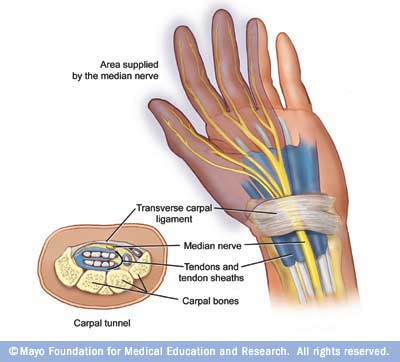 Area supplied
by the median nerve
Transverse carpal
ligament
Median nerve
Tendons and
tendon sheaths
Carpal bones
Carpal tunnel
©Mayo Foundation for Medical Education and Research. All rights reserved.